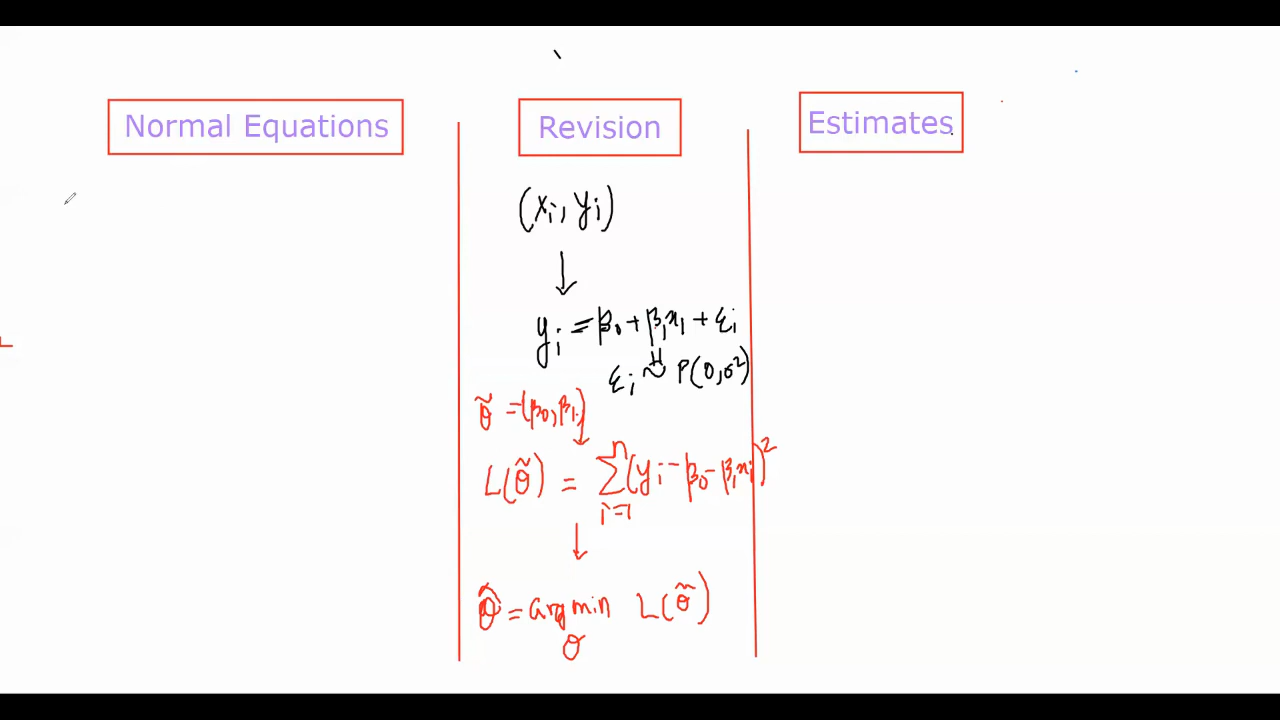 Normal Equations
Revision
Estimates
(xi, yi)
↓
yi = β0 + β1x1 + εi
εi ~ P(0, σ²)
θ̃ = (β0, β1)
↓
L(θ̃) = ∑ⁿᵢ₌₁ (yi - β0 - β1xi)²
↓
θ̂ = arg min L(θ̃)
θ